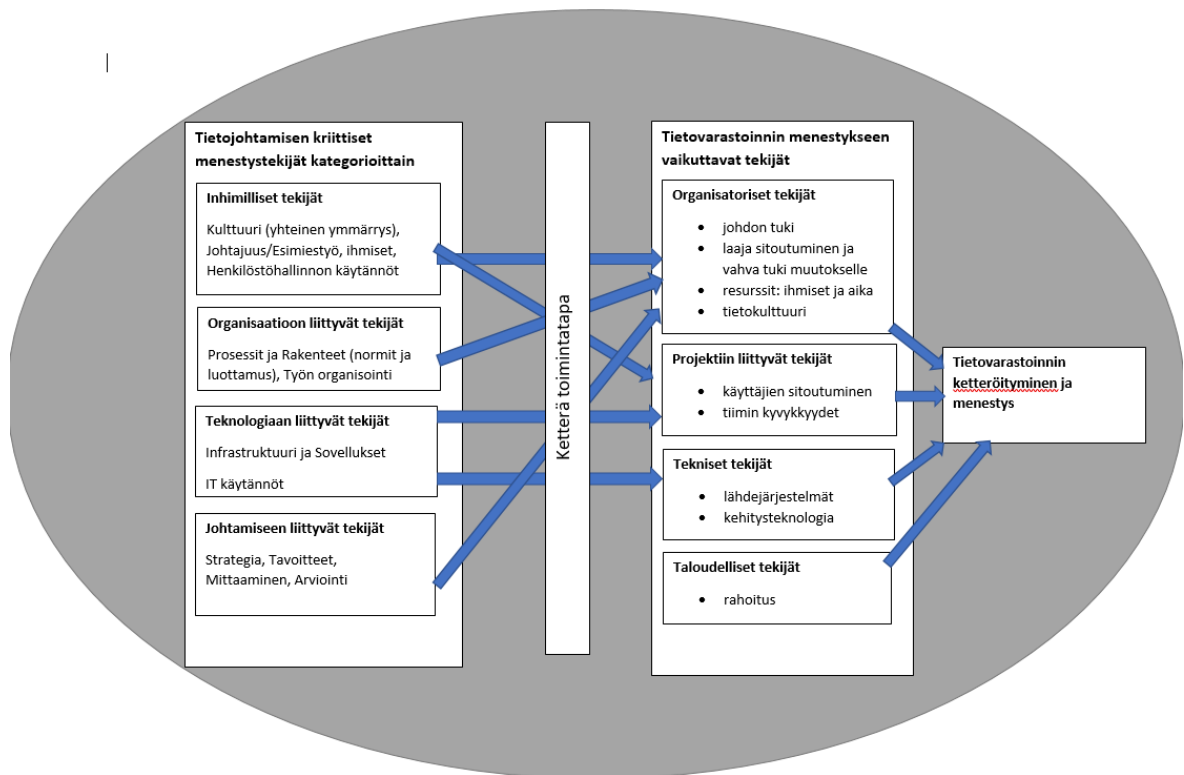 Tietojohtamisen kriittiset
menestystekijät kategorioittain
Inhimilliset tekijät
Kulttuuri (yhteinen ymmärrys),
Johtajuus/Esimiestyö, ihmiset,
Henkilöstöhallinnon käytännöt
Organisaatioon liittyvät tekijät
Prosessit ja Rakenteet (normit ja
luottamus), Työn organisointi
Teknologiaan liittyvät tekijät
Infrastruktuuri ja Sovellukset
IT käytännöt
Johtamiseen liittyvät tekijät
Strategia, Tavoitteet,
Mittaaminen, Arviointi
Ketterä toimintatapa
Tietovarastoinnin menestykseen
vaikuttavat tekijät
Organisatoriset tekijät
• johdon tuki
• laaja sitoutuminen ja
vahva tuki muutokselle
• resurssit: ihmiset ja aika
• tietokulttuuri
Projektiin liittyvät tekijät
• käyttäjien sitoutuminen
• tiimin kyvykkyydet
Tekniset tekijät
• lähdejärjestelmät
• kehitysteknologia
Taloudelliset tekijät
• rahoitus
Tietovarastoinnin
ketteröityminen ja
menestys